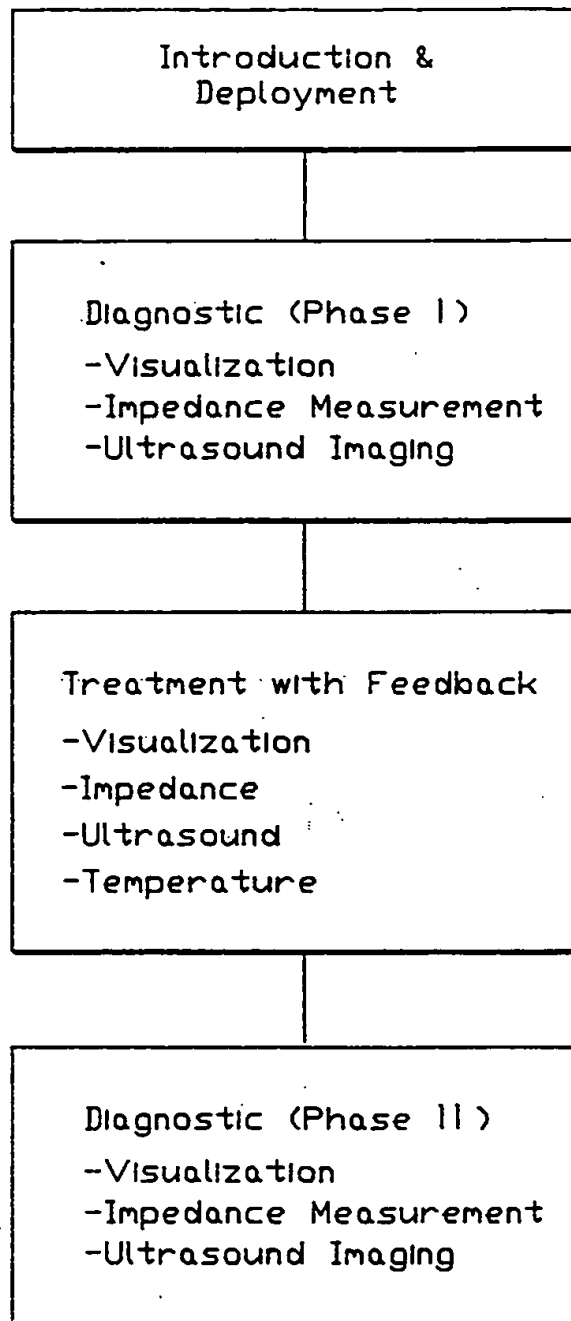 Introduction &
Deployment
Diagnostic (Phase I)
-Visualization
-Impedance Measurement
-Ultrasound Imaging
Treatment with Feedback
-Visualization
-Impedance
-Ultrasound
-Temperature
Diagnostic (Phase II)
-Visualization
-Impedance Measurement
-Ultrasound Imaging